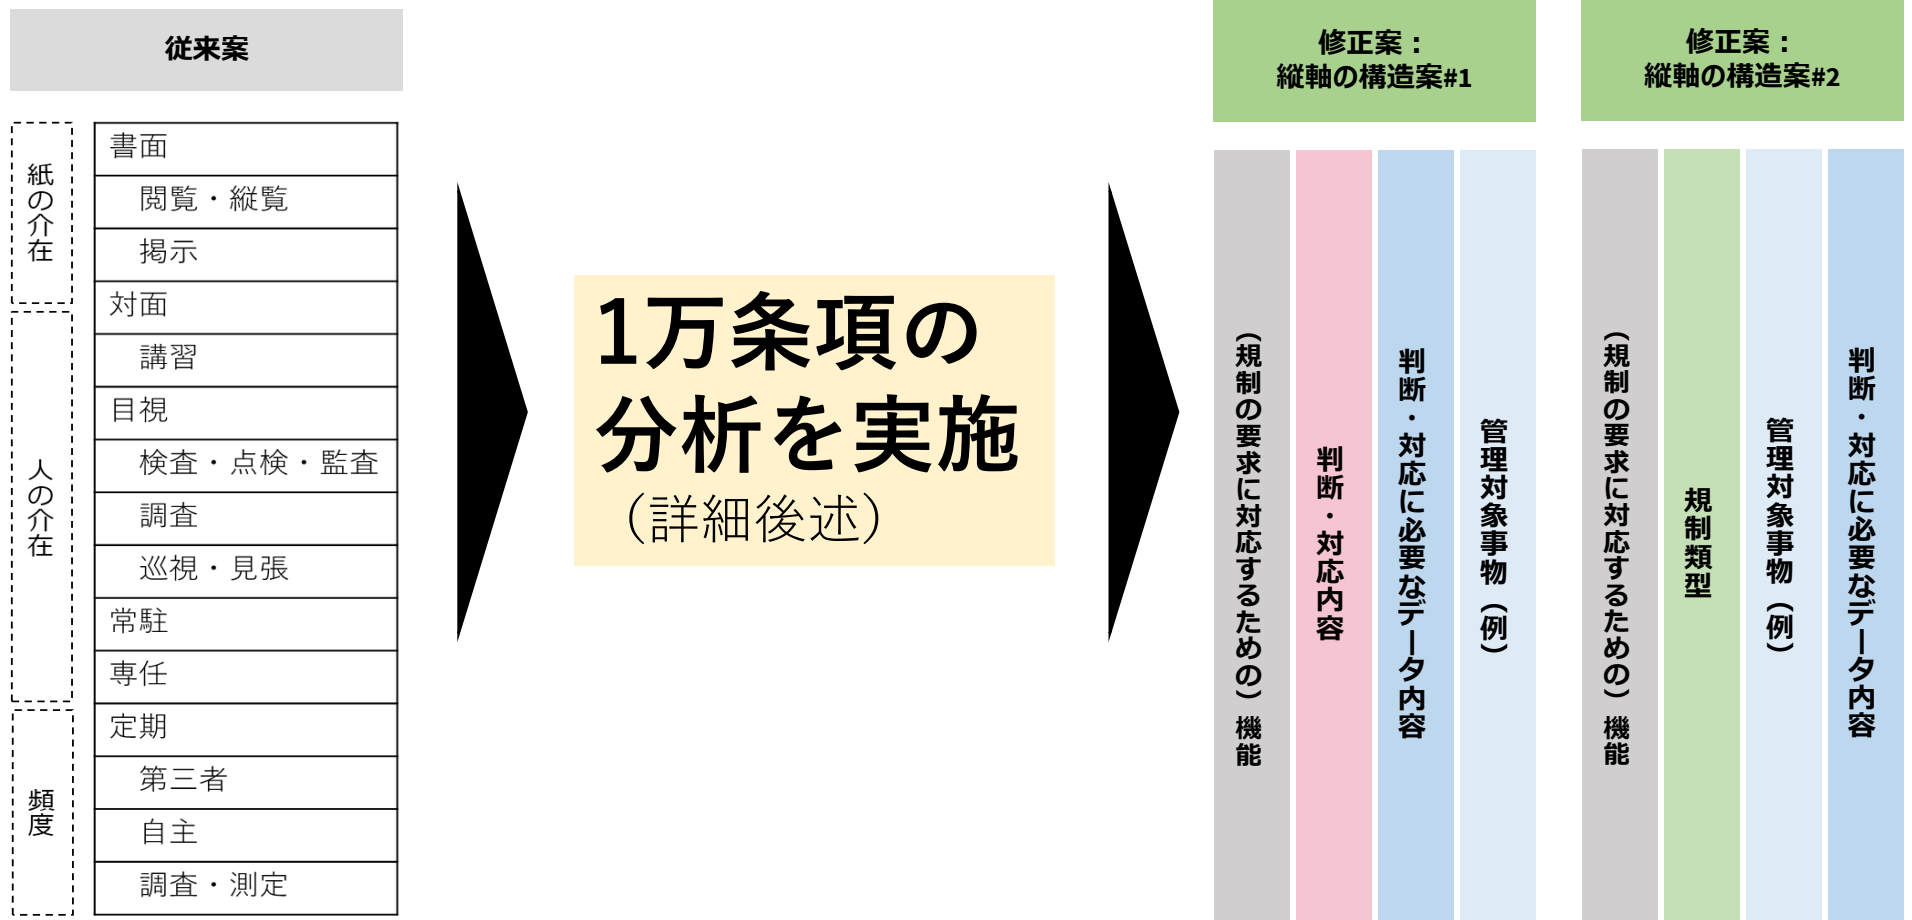 従来案
紙の介在
書面
閲覧・縦覧
掲示
人の介在
対面
講習
目視
検査・点検・監査
調査
巡視・見張
常駐
専任
頻度
定期
第三者
自主
調査・測定
1万条項の
分析を実施
（詳細後述）
修正案：
縦軸の構造案#1
（規制の要求に対応するための）機能
判断・対応内容
判断・対応に必要なデータ内容
管理対象事物（例）
修正案：
縦軸の構造案#2
（規制の要求に対応するための）機能
規制類型
管理対象事物（例）
判断・対応に必要なデータ内容